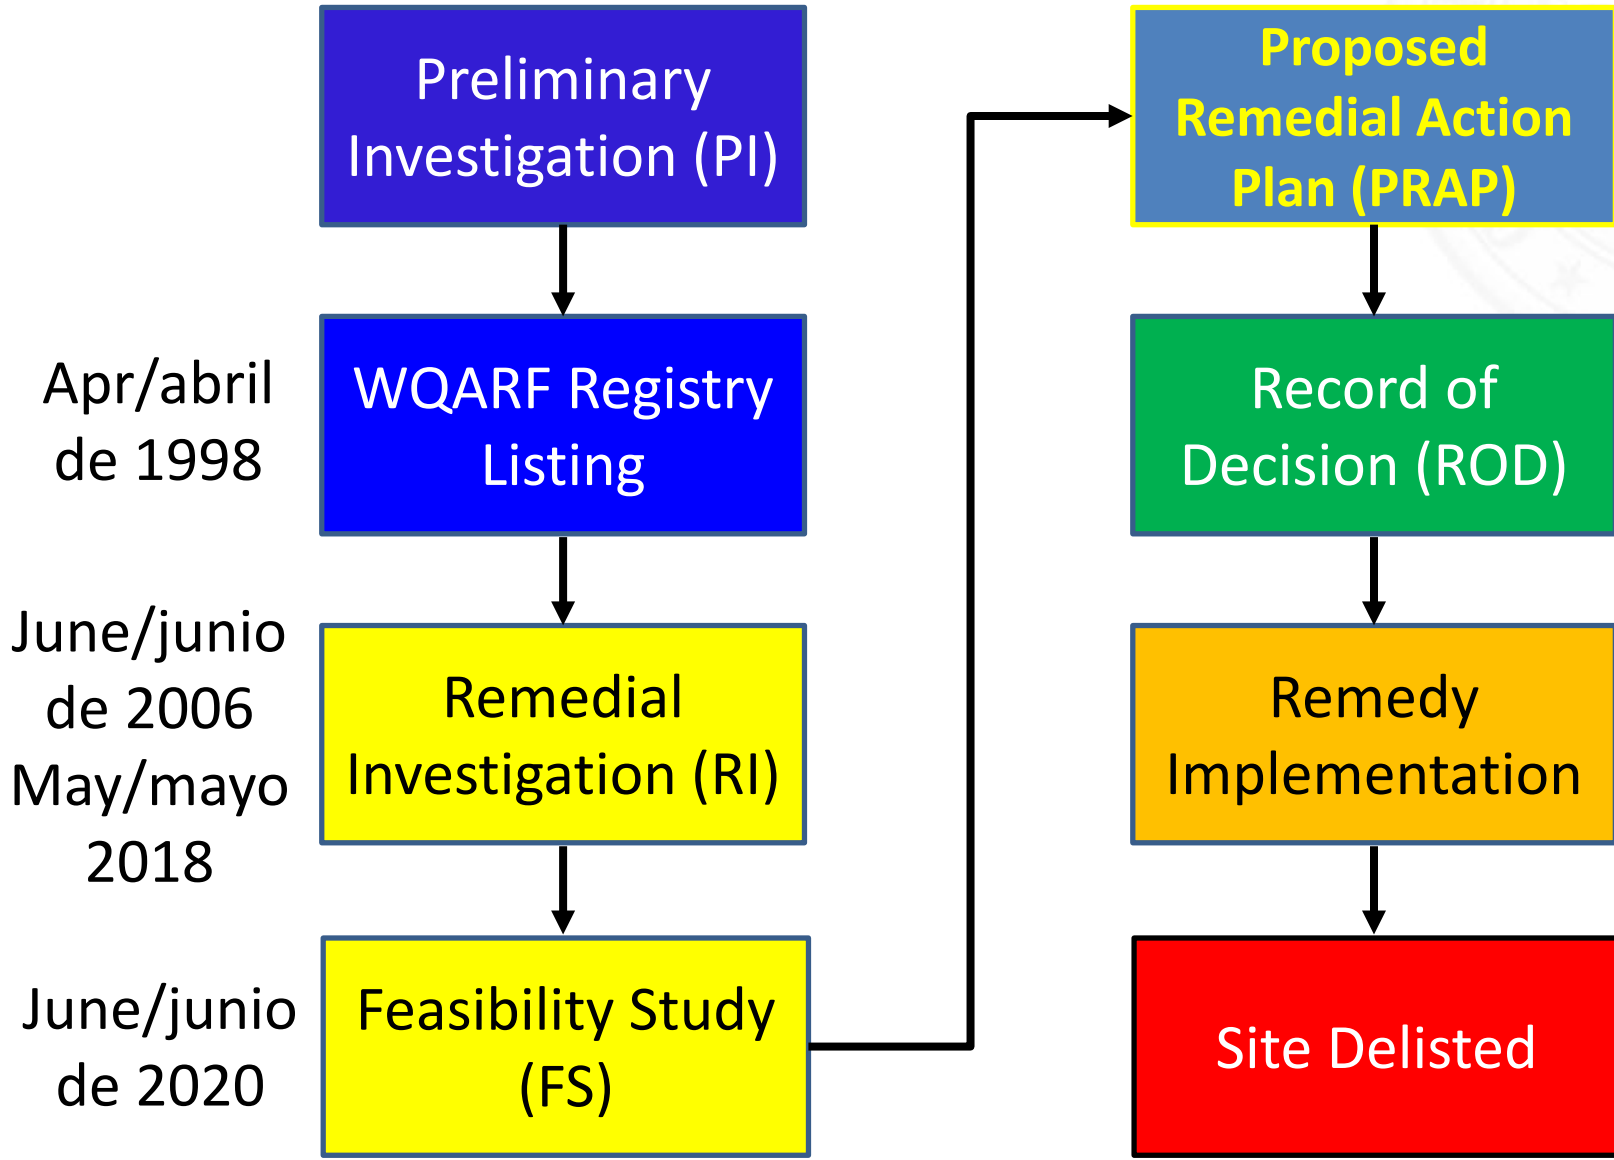 Preliminary
Investigation (PI)
Apr/abril
de 1998
WQARF Registry
Listing
June/junio
de 2006
May/mayo
2018
Remedial
Investigation (RI)
June/junio
de 2020
Feasibility Study
(FS)
Proposed
Remedial Action
Plan (PRAP)
Record of
Decision (ROD)
Remedy
Implementation
Site Delisted